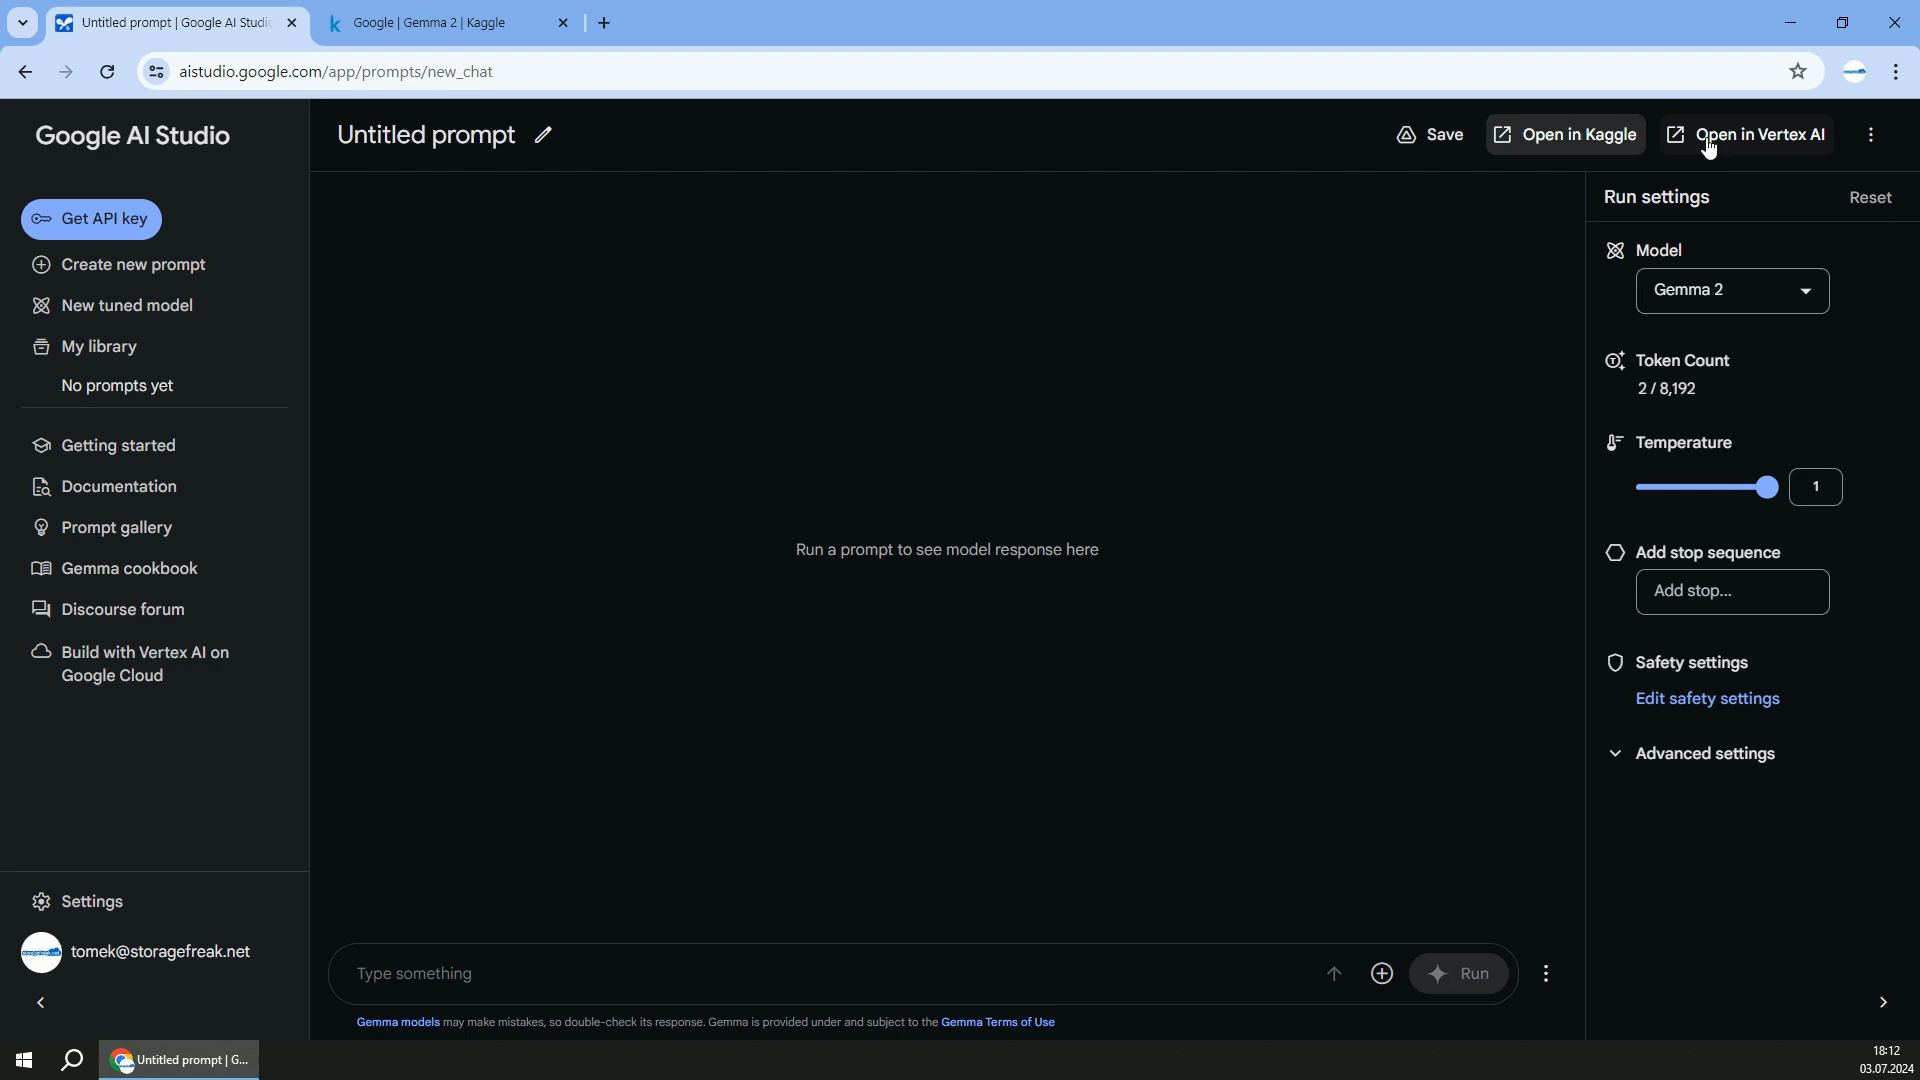 Untitled prompt | Google AI Studio
Google | Gemma 2 | Kaggle
aistudio.google.com/app/prompts/new_chat
Google AI Studio
Untitled prompt
Save
Open in Kaggle
Open in Vertex AI
Get API key
Create new prompt
New tuned model
My library
No prompts yet
Getting started
Documentation
Prompt gallery
Gemma cookbook
Discourse forum
Build with Vertex AI on
Google Cloud
Settings
tomek@storagefreak.net
Run a prompt to see model response here
Type something
Run
Gemma models may make mistakes, so double-check its response. Gemma is provided under and subject to the Gemma Terms of Use
Run settings
Reset
Model
Gemma 2
Token Count
2 / 8,192
Temperature
1
Add stop sequence
Add stop...
Safety settings
Edit safety settings
Advanced settings
Untitled prompt | G...
18:12
03.07.2024